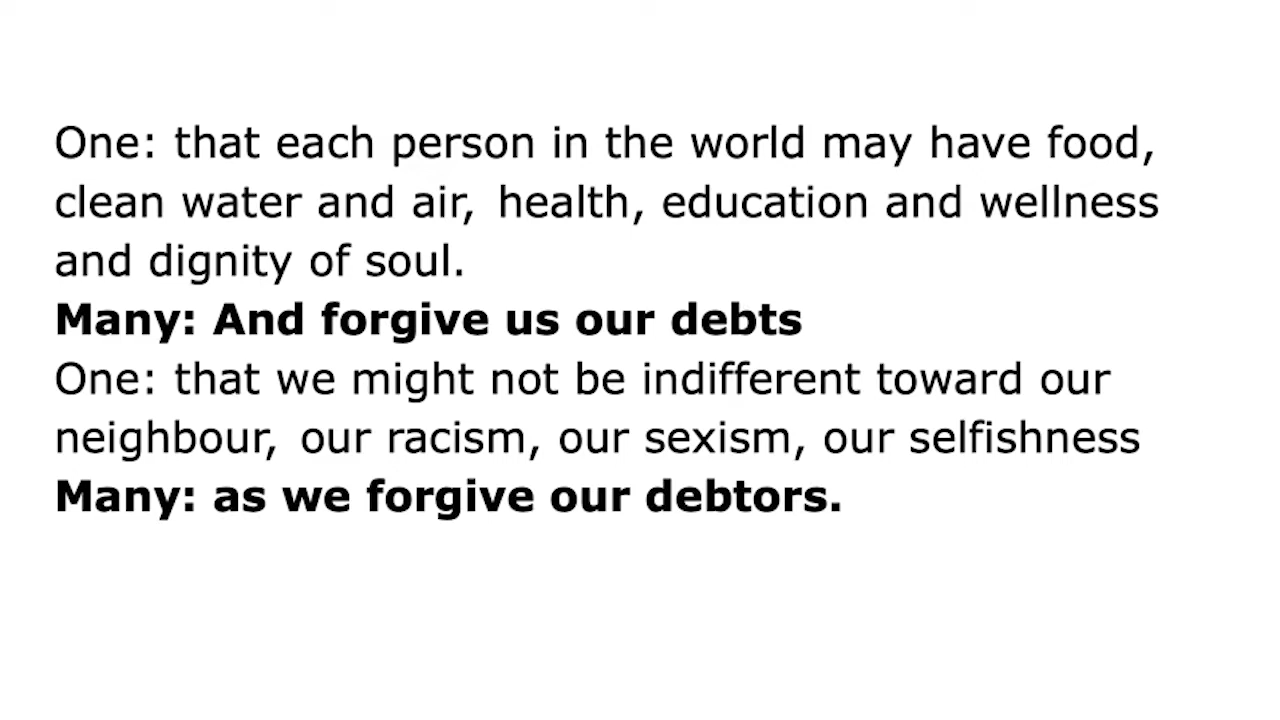 One: that each person in the world may have food,
clean water and air, health, education and wellness
and dignity of soul.
Many: And forgive us our debts
One: that we might not be indifferent toward our
neighbour, our racism, our sexism, our selfishness
Many: as we forgive our debtors.